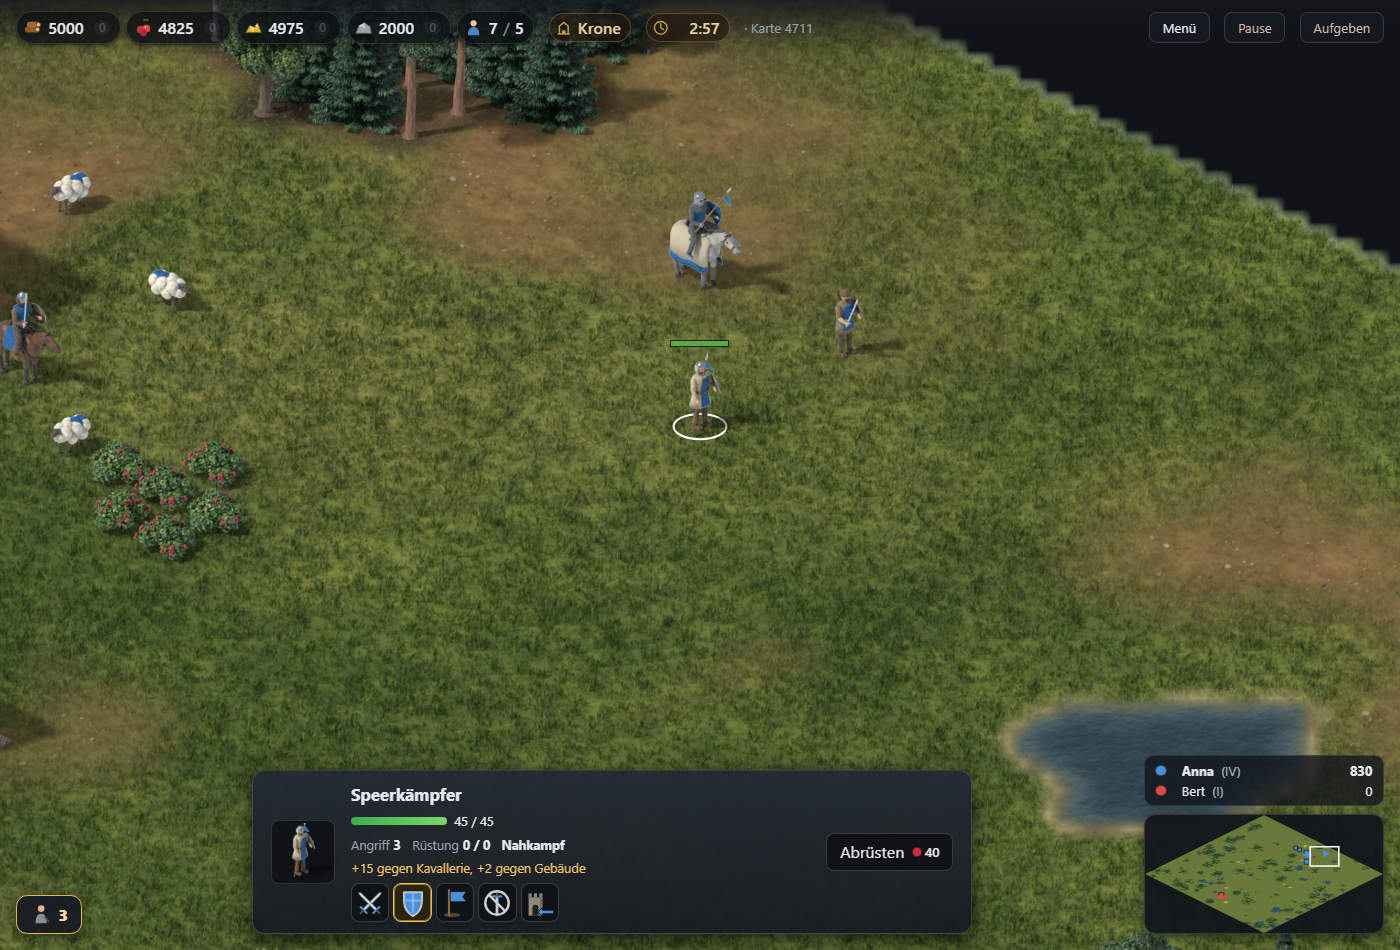 5000 0 4825 0 4975 0 2000 0 7 / 5 Krone 2:57 · Karte 4711 Menü Pause Aufgeben
Speerkämpfer
45 / 45
Angriff 3 Rüstung 0 / 0 Nahkampf
+15 gegen Kavallerie, +2 gegen Gebäude
Abrüsten 40
Anna (IV) 830
Bert (I) 0
3